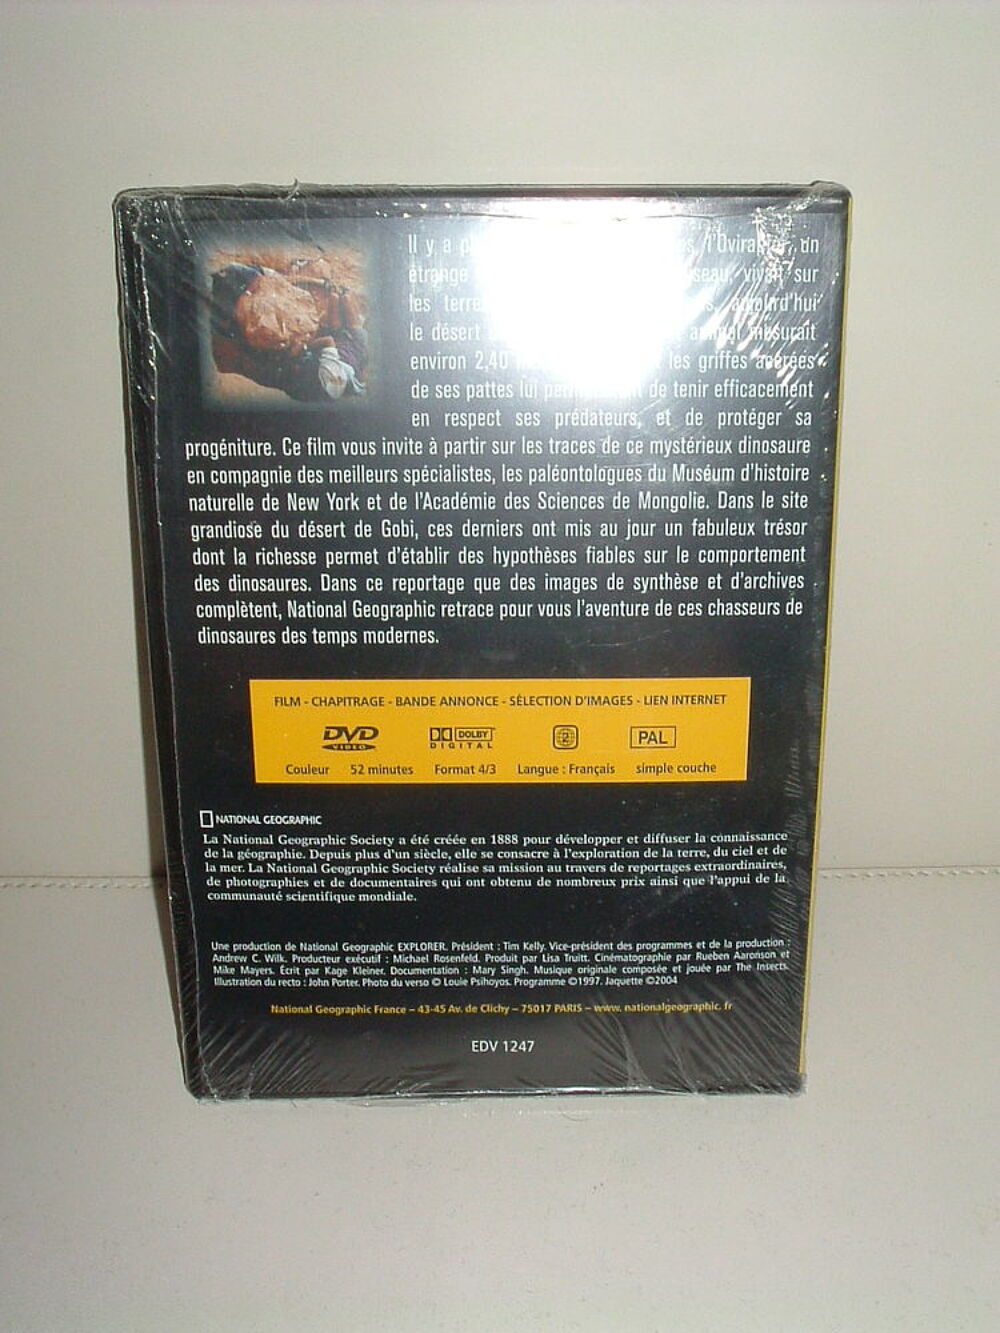 Il y a l'Ovirap un
étrange seau, vivait sur
les terre aujourd'hui
le désert animal mesurait
environ 2,40 les griffes acérées
de ses pattes lui de tenir efficacement
en respect ses prédateurs, et de protéger sa
progéniture. Ce film vous invite à partir sur les traces de ce mystérieux dinosaure
en compagnie des meilleurs spécialistes, les paléontologues du Muséum d'histoire
naturelle de New York et de l'Académie des Sciences de Mongolie. Dans le site
grandiose du désert de Gobi, ces derniers ont mis au jour un fabuleux trésor
dont la richesse permet d'établir des hypothèses fiables sur le comportement
des dinosaures. Dans ce reportage que des images de synthèse et d'archives
complètent, National Geographic retrace pour vous l'aventure de ces chasseurs de
dinosaures des temps modernes.
FILM - CHAPITRAGE - BANDE ANNONCE - SÉLECTION D'IMAGES - LIEN INTERNET
DVD VIDEO DOLBY DIGITAL 2 PAL
Couleur 52 minutes Format 4/3 Langue : Français simple couche
NATIONAL GEOGRAPHIC
La National Geographic Society a été créée en 1888 pour développer et diffuser la connaissance
de la géographie. Depuis plus d'un siècle, elle se consacre à l'exploration de la terre, du ciel et de
la mer. La National Geographic Society réalise sa mission au travers de reportages extraordinaires,
de photographies et de documentaires qui ont obtenu de nombreux prix ainsi que l'appui de la
communauté scientifique mondiale.
Une production de National Geographic EXPLORER. Président : Tim Kelly. Vice-président des programmes et de la production :
Andrew C. Wilk. Producteur exécutif : Michael Rosenfeld. Produit par Lisa Truitt. Cinématographie par Rueben Aaronson et
Mike Mayers. Écrit par Kage Kleiner. Documentation : Mary Singh. Musique originale composée et jouée par The Insects.
Illustration du recto : John Porter. Photo du verso © Louie Psihoyos. Programme ©1997. Jaquette ©2004
National Geographic France – 43-45 Av. de Clichy – 75017 PARIS – www.nationalgeographic.fr
EDV 1247